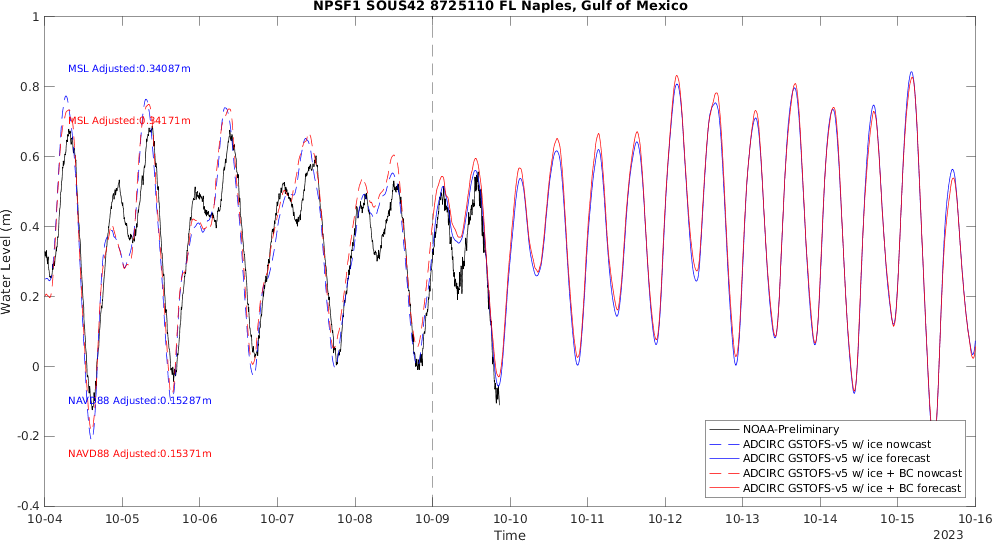 NPSF1 SOUS42 8725110 FL Naples, Gulf of Mexico
1
0.8
0.6
0.4
0.2
0
-0.2
-0.4
Water Level (m)
MSL Adjusted:0.34087m
MSL Adjusted:0.34171m
NAVD88 Adjusted:0.15287m
NAVD88 Adjusted:0.15371m
NOAA-Preliminary
ADCIRC GSTOFS-v5 w/ ice nowcast
ADCIRC GSTOFS-v5 w/ ice forecast
ADCIRC GSTOFS-v5 w/ ice + BC nowcast
ADCIRC GSTOFS-v5 w/ ice + BC forecast
10-04 10-05 10-06 10-07 10-08 10-09 10-10 10-11 10-12 10-13 10-14 10-15 10-16
Time
2023